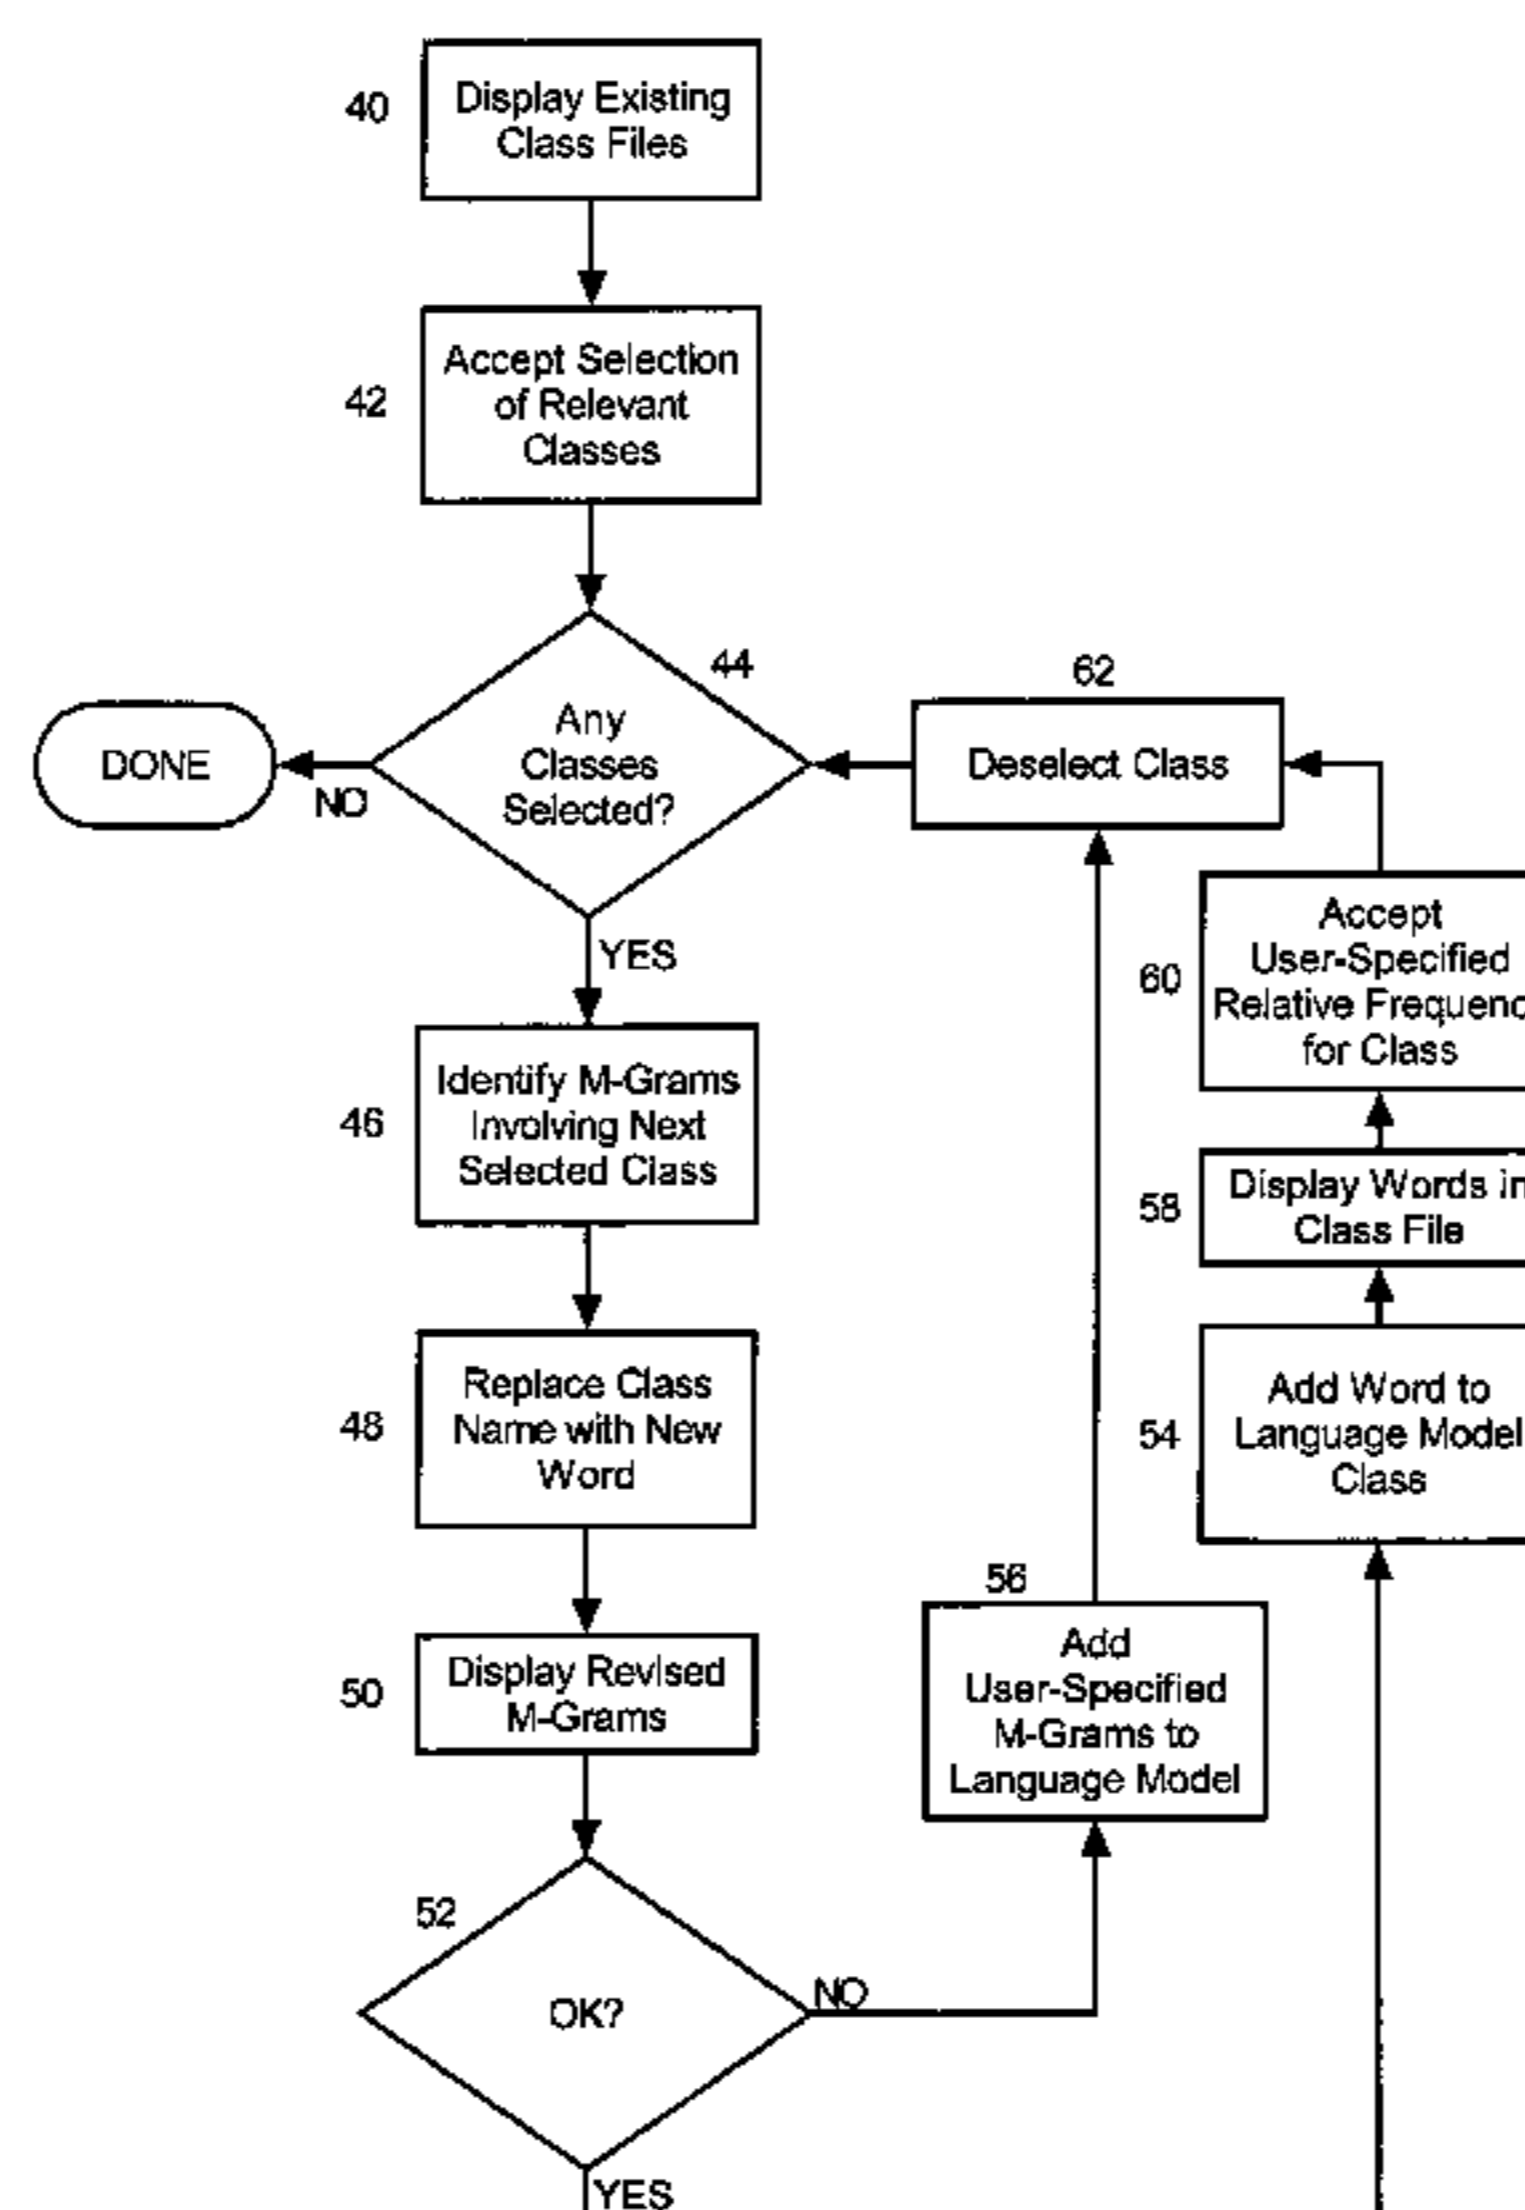 40
Display Existing
Class Files
42
Accept Selection
of Relevant
Classes
44
Any
Classes
Selected?
DONE
NO
62
Deselect Class
YES
60
Accept
User-Specified
Relative Frequenc
for Class
46
Identify M-Grams
Involving Next
Selected Class
58
Display Words in
Class File
48
Replace Class
Name with New
Word
54
Add Word to
Language Model
Class
50
Display Revised
M-Grams
56
Add
User-Specified
M-Grams to
Language Model
52
OK?
NO
YES